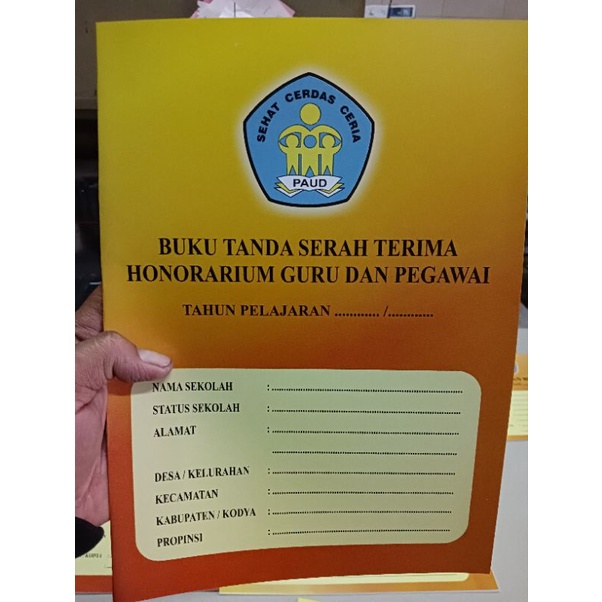 SEHAT CERDAS CERIA
PAUD
BUKU TANDA SERAH TERIMA
HONORARIUM GURU DAN PEGAWAI
TAHUN PELAJARAN ............ /............
NAMA SEKOLAH : ............................................................
STATUS SEKOLAH : ............................................................
ALAMAT : ............................................................
............................................................
DESA / KELURAHAN : ............................................................
KECAMATAN : ............................................................
KABUPATEN / KODYA : ............................................................
PROPINSI : ............................................................